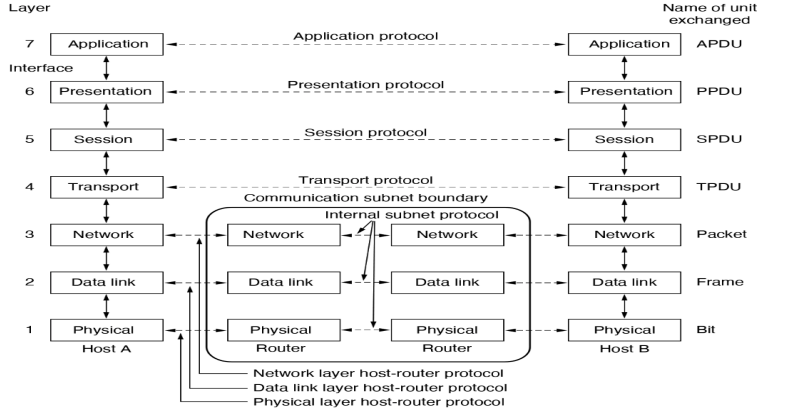 Layer
Name of unit
exchanged
7 Application Application protocol Application APDU
Interface
6 Presentation Presentation protocol Presentation PPDU
5 Session Session protocol Session SPDU
4 Transport Transport protocol Transport TPDU
Communication subnet boundary
Internal subnet protocol
3 Network Network Network Network Packet
2 Data link Data link Data link Data link Frame
1 Physical Physical Physical Physical Bit
Host A Router Router Host B
Network layer host-router protocol
Data link layer host-router protocol
Physical layer host-router protocol